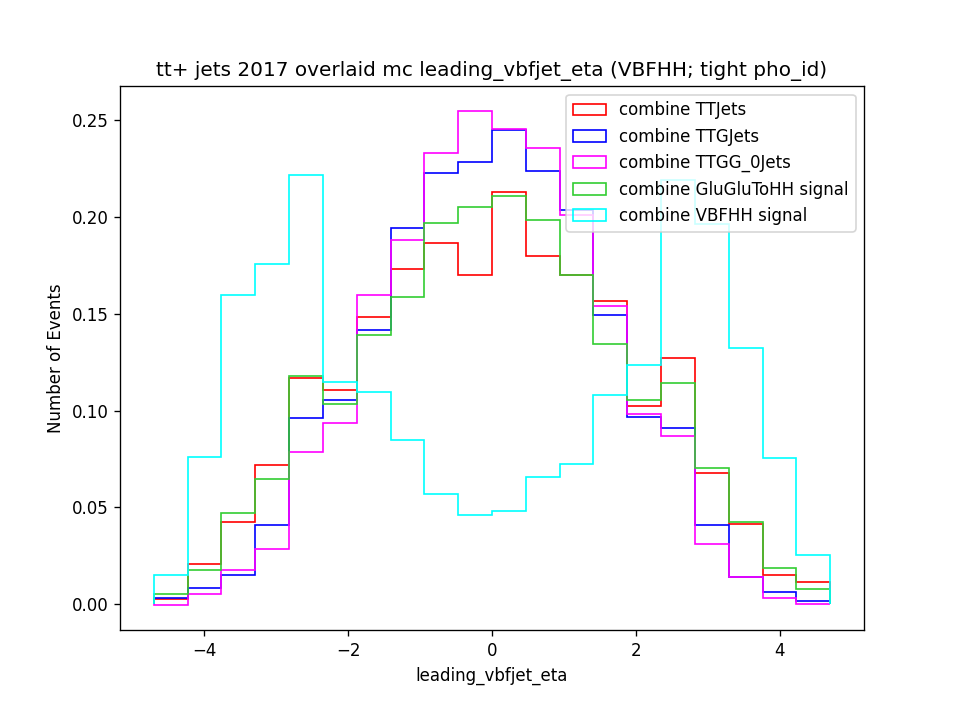 tt+ jets 2017 overlaid mc leading_vbfjet_eta (VBFHH; tight pho_id)
combine TTJets
combine TTGJets
combine TTGG_0Jets
combine GluGluToHH signal
combine VBFHH signal
Number of Events
0.25
0.20
0.15
0.10
0.05
0.00
−4
−2
0
2
4
leading_vbfjet_eta